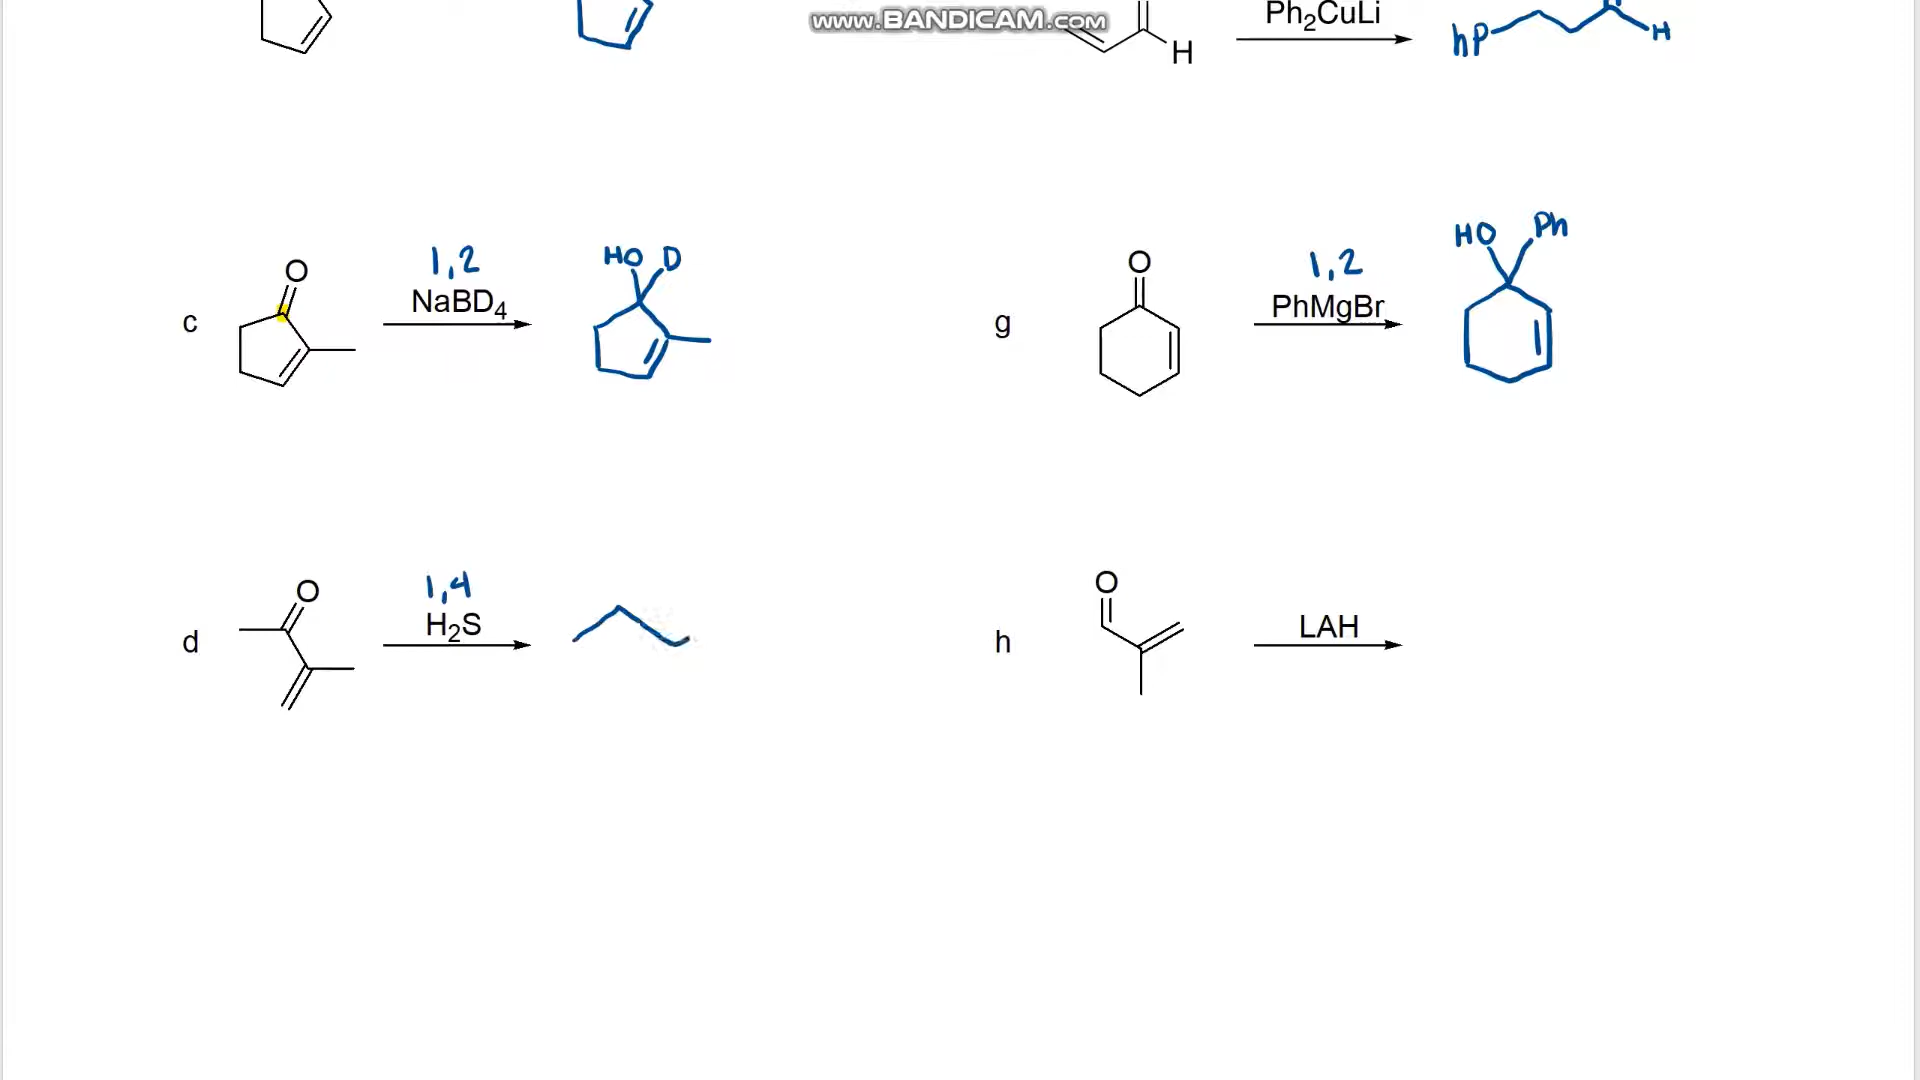 www.BANDICAM.com
Ph2CuLi
H
hp
H
c
O
1,2
NaBD4
HO D
g
O
1,2
PhMgBr
HO Ph
d
O
1,4
H2S
h
O
LAH